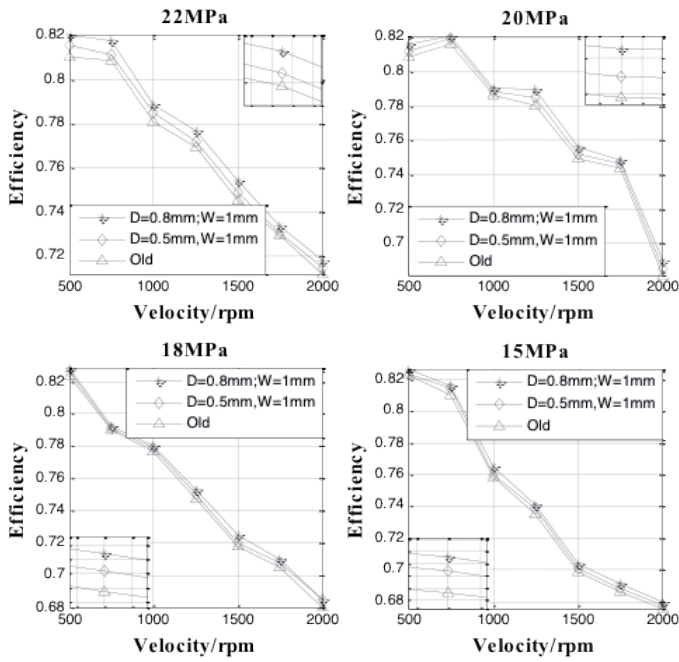 22MPa
0.82
0.8
0.78
0.76
0.74
0.72
Efficiency
D=0.8mm;W=1mm
D=0.5mm,W=1mm
Old
500 1000 1500 2000
Velocity/rpm
20MPa
0.82
0.8
0.78
0.76
0.74
0.72
0.7
Efficiency
D=0.8mm;W=1mm
D=0.5mm,W=1mm
Old
500 1000 1500 2000
Velocity/rpm
18MPa
0.82
0.8
0.78
0.76
0.74
0.72
0.7
0.68
Efficiency
D=0.8mm;W=1mm
D=0.5mm,W=1mm
Old
500 1000 1500 2000
Velocity/rpm
15MPa
0.82
0.8
0.78
0.76
0.74
0.72
0.7
0.68
Efficiency
D=0.8mm;W=1mm
D=0.5mm,W=1mm
Old
500 1000 1500 2000
Velocity/rpm